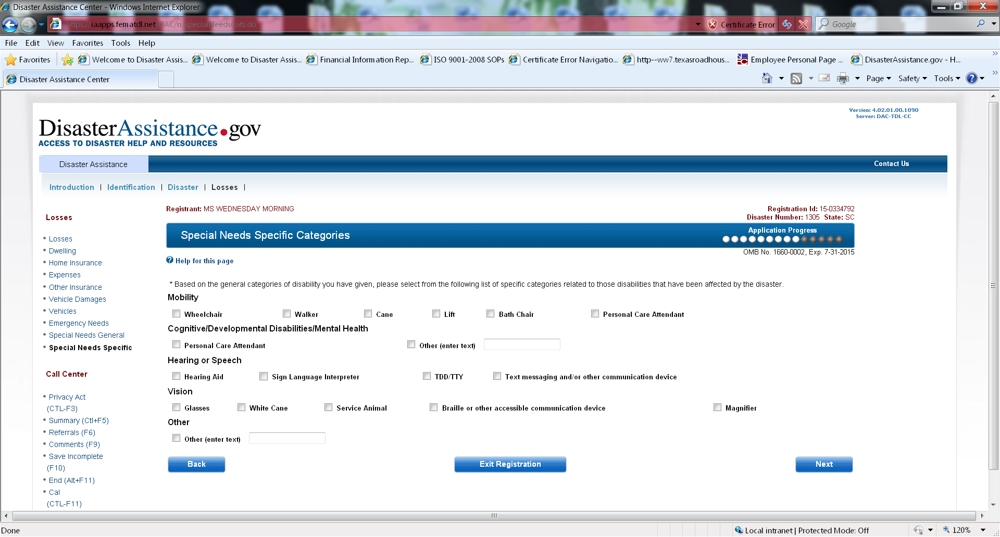 Disaster Assistance Center - Windows Internet Explorer
https://iaapps.fematdl.net/DAC/ri/specialNeedsCats.do
Certificate Error
Google
File Edit View Favorites Tools Help
Favorites Welcome to Disaster Assis... Welcome to Disaster Assis... Financial Information Rep... ISO 9001-2008 SOPs Certificate Error Navigatio... http--ww7.texasroadhous... Employee Personal Page ... DisasterAssistance.gov - H...
Disaster Assistance Center
Page Safety Tools
Version: 4.02.01.00.1090
Server: DAC-TDL-CC
DisasterAssistance.gov
ACCESS TO DISASTER HELP AND RESOURCES
Disaster Assistance
Contact Us
Introduction | Identification | Disaster | Losses |
Registrant: MS WEDNESDAY MORNING
Registration Id: 15-0334792
Disaster Number: 1305 State: SC
Losses
Losses
Dwelling
Home Insurance
Expenses
Other Insurance
Vehicle Damages
Vehicles
Emergency Needs
Special Needs General
Special Needs Specific
Call Center
Privacy Act
(CTL-F3)
Summary (Ctl+F5)
Referrals (F6)
Comments (F9)
Save Incomplete
(F10)
End (Alt+F11)
Cal
(CTL-F11)
Special Needs Specific Categories
Application Progress
OMB No. 1660-0002, Exp. 7-31-2015
Help for this page
* Based on the general categories of disability you have given, please select from the following list of specific categories related to those disabilities that have been affected by the disaster.
Mobility
Wheelchair Walker Cane Lift Bath Chair Personal Care Attendant
Cognitive/Developmental Disabilities/Mental Health
Personal Care Attendant Other (enter text)
Hearing or Speech
Hearing Aid Sign Language Interpreter TDD/TTY Text messaging and/or other communication device
Vision
Glasses White Cane Service Animal Braille or other accessible communication device Magnifier
Other
Other (enter text)
Back Exit Registration Next
Done
Local intranet | Protected Mode: Off
120%